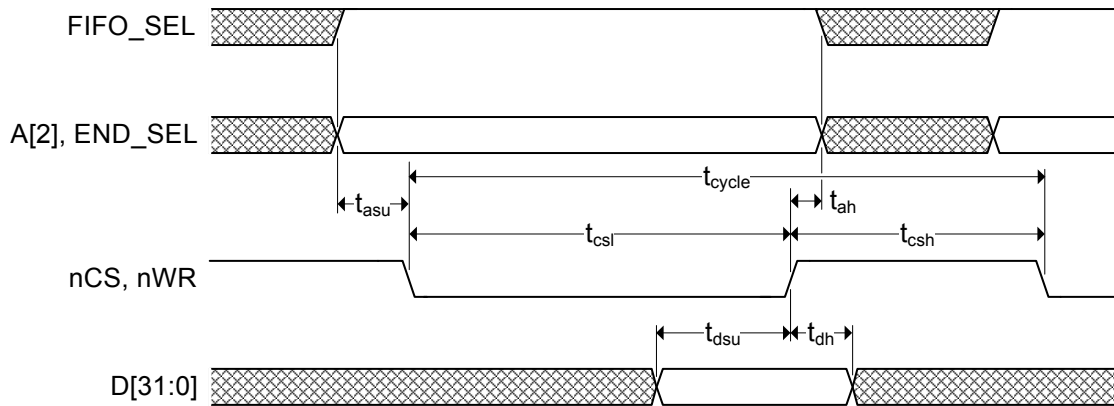 FIFO_SEL
A[2], END_SEL
tcycle
tasu
tah
tcsl
tcsh
nCS, nWR
tdsu
tdh
D[31:0]